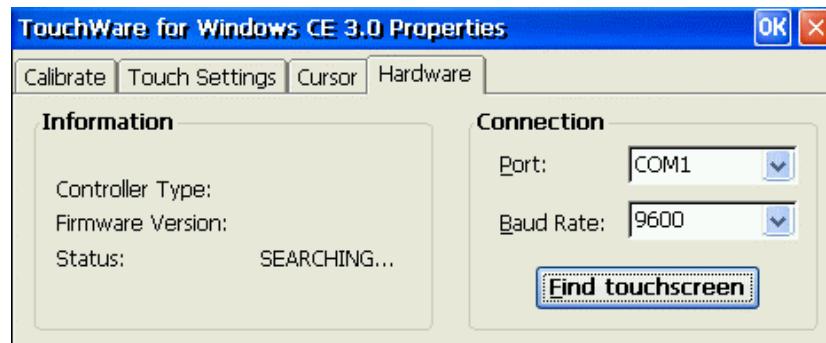 TouchWare for Windows CE 3.0 Properties OK
Calibrate Touch Settings Cursor Hardware
Information
Controller Type:
Firmware Version:
Status: SEARCHING...
Connection
Port: COM1
Baud Rate: 9600
Find touchscreen